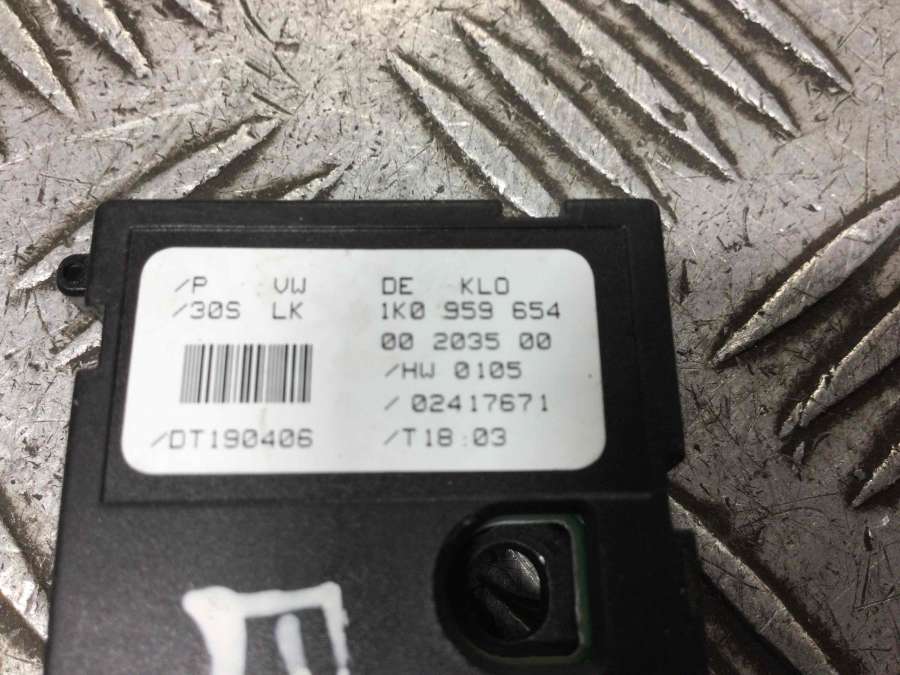 /P VW DE KLO
/30S LK 1K0 959 654
00 2035 00
/HW 0105
/02417671
/DT190406 /T18:03